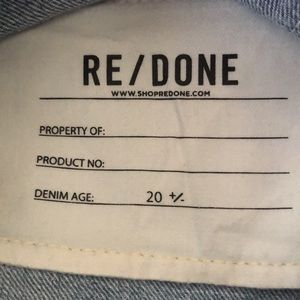 RE/DONE
WWW.SHOPREDONE.COM
PROPERTY OF:
PRODUCT NO:
DENIM AGE: 20 +/-